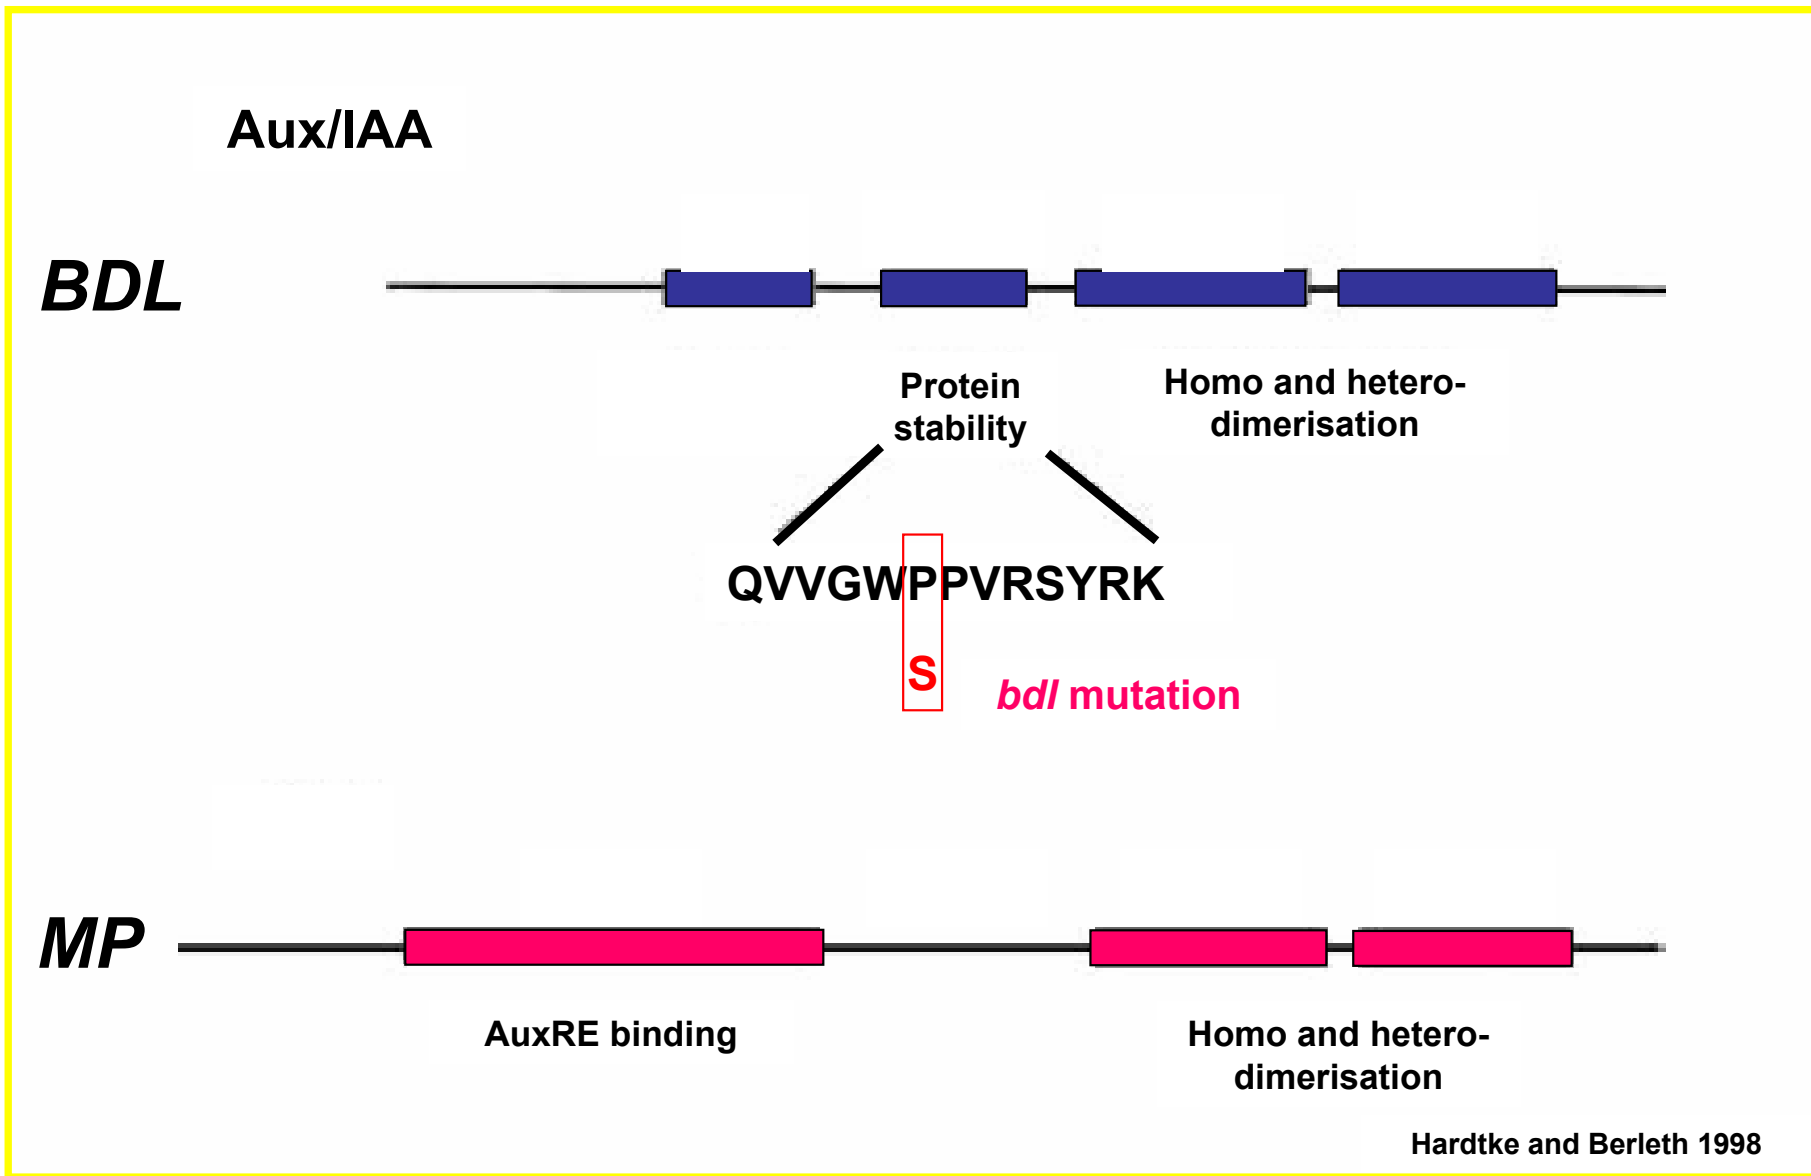 Aux/IAA
BDL
Protein
stability
Homo and hetero-
dimerisation
QVVGWPPVRSYRK
S
bdl mutation
MP
AuxRE binding
Homo and hetero-
dimerisation
Hardtke and Berleth 1998